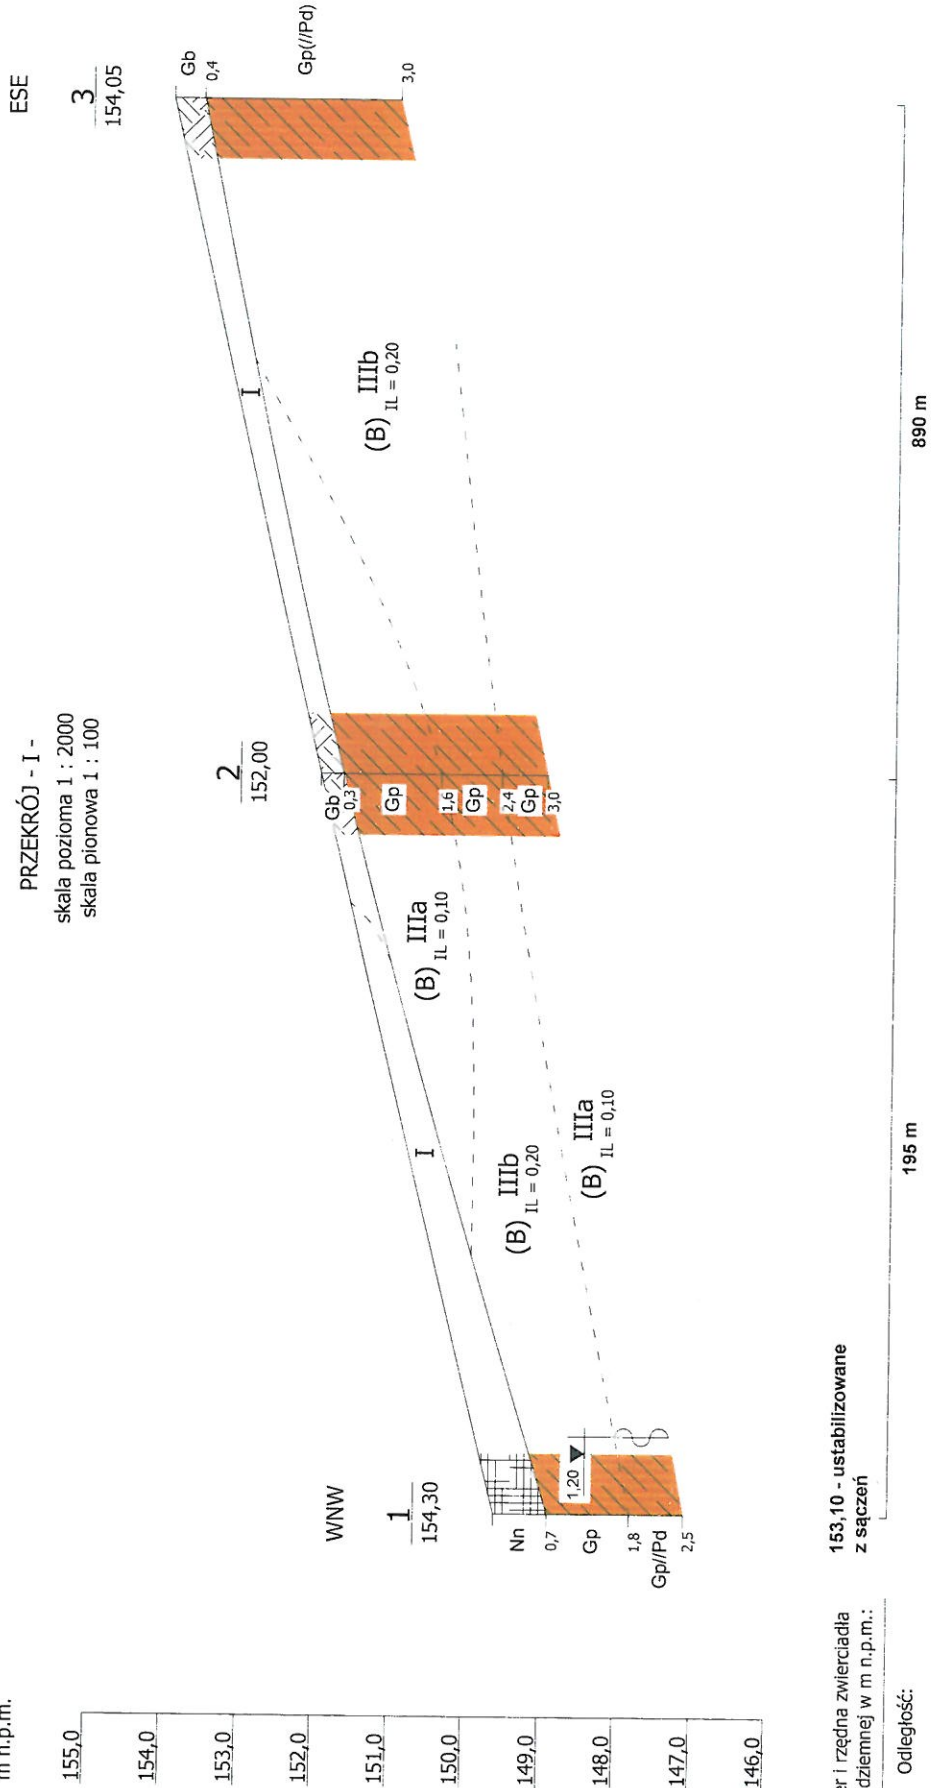 PRZEKRÓJ - I -
skala pozioma 1 : 2000
skala pionowa 1 : 100
WNW
ESE
1
154,30
2
152,00
3
154,05
m n.p.m.
155,0
154,0
153,0
152,0
151,0
150,0
149,0
148,0
147,0
146,0
Nn
0,7
Gp
1,8
Gp//Pd
2,5
1,20
I
(B) IIIb
IL = 0,20
(B) IIIa
IL = 0,10
(B) IIIa
IL = 0,10
Gb
0,3
Gp
1,6
Gp
2,4
Gp
3,0
I
(B) IIIb
IL = 0,20
Gb
0,4
Gp(//Pd)
3,0
er i rzędna zwierciadła
dziemnej w m n.p.m.:
153,10 - ustabilizowane
z sączeń
Odległość:
195 m
890 m